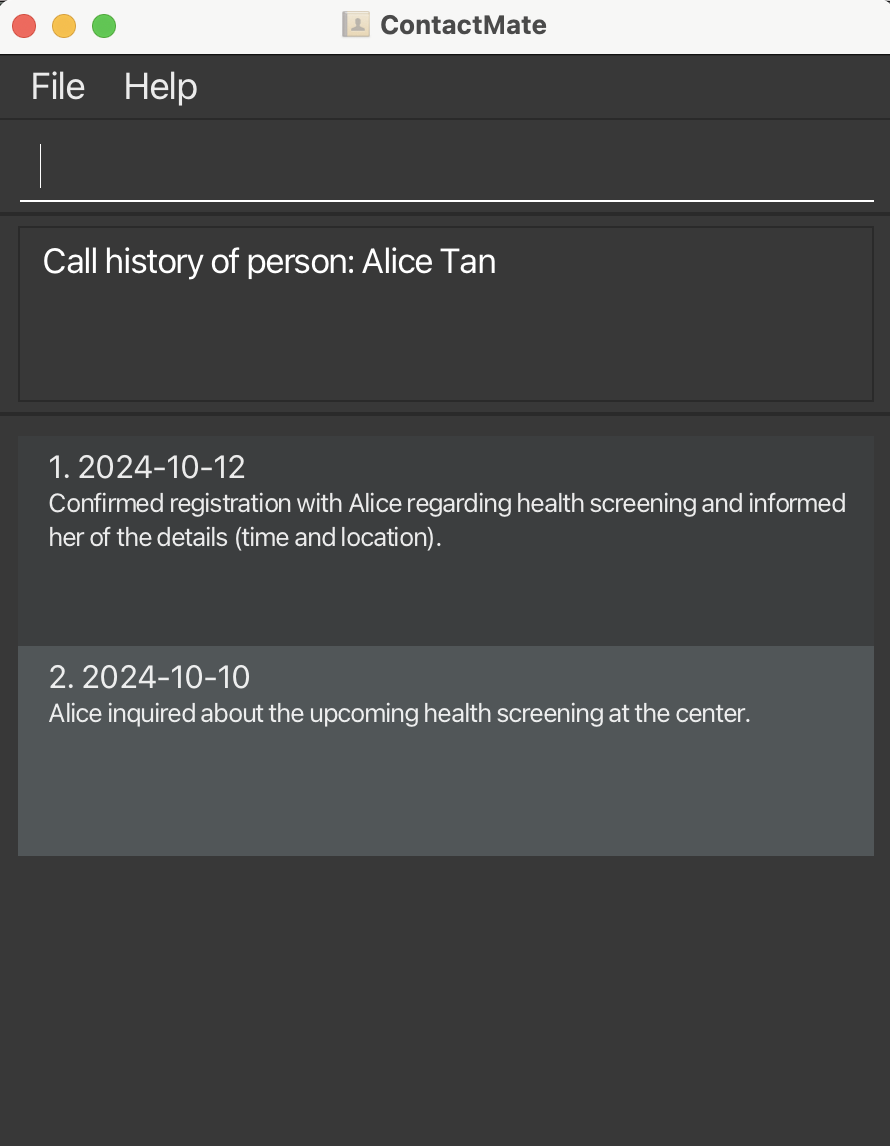 ContactMate
File Help
Call history of person: Alice Tan
1. 2024-10-12
Confirmed registration with Alice regarding health screening and informed
her of the details (time and location).
2. 2024-10-10
Alice inquired about the upcoming health screening at the center.